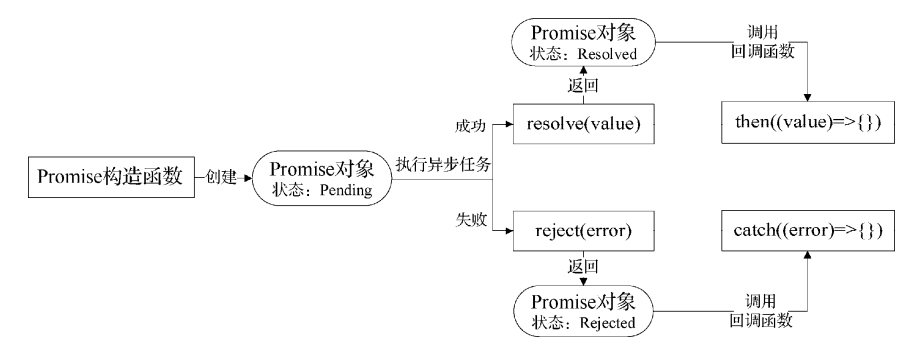 Promise对象
状态：Resolved
调用
回调函数
返回
成功
resolve(value)
then((value)=>{})
Promise构造函数
创建
Promise对象
状态：Pending
执行异步任务
失败
reject(error)
catch((error)=>{})
返回
Promise对象
状态：Rejected
调用
回调函数